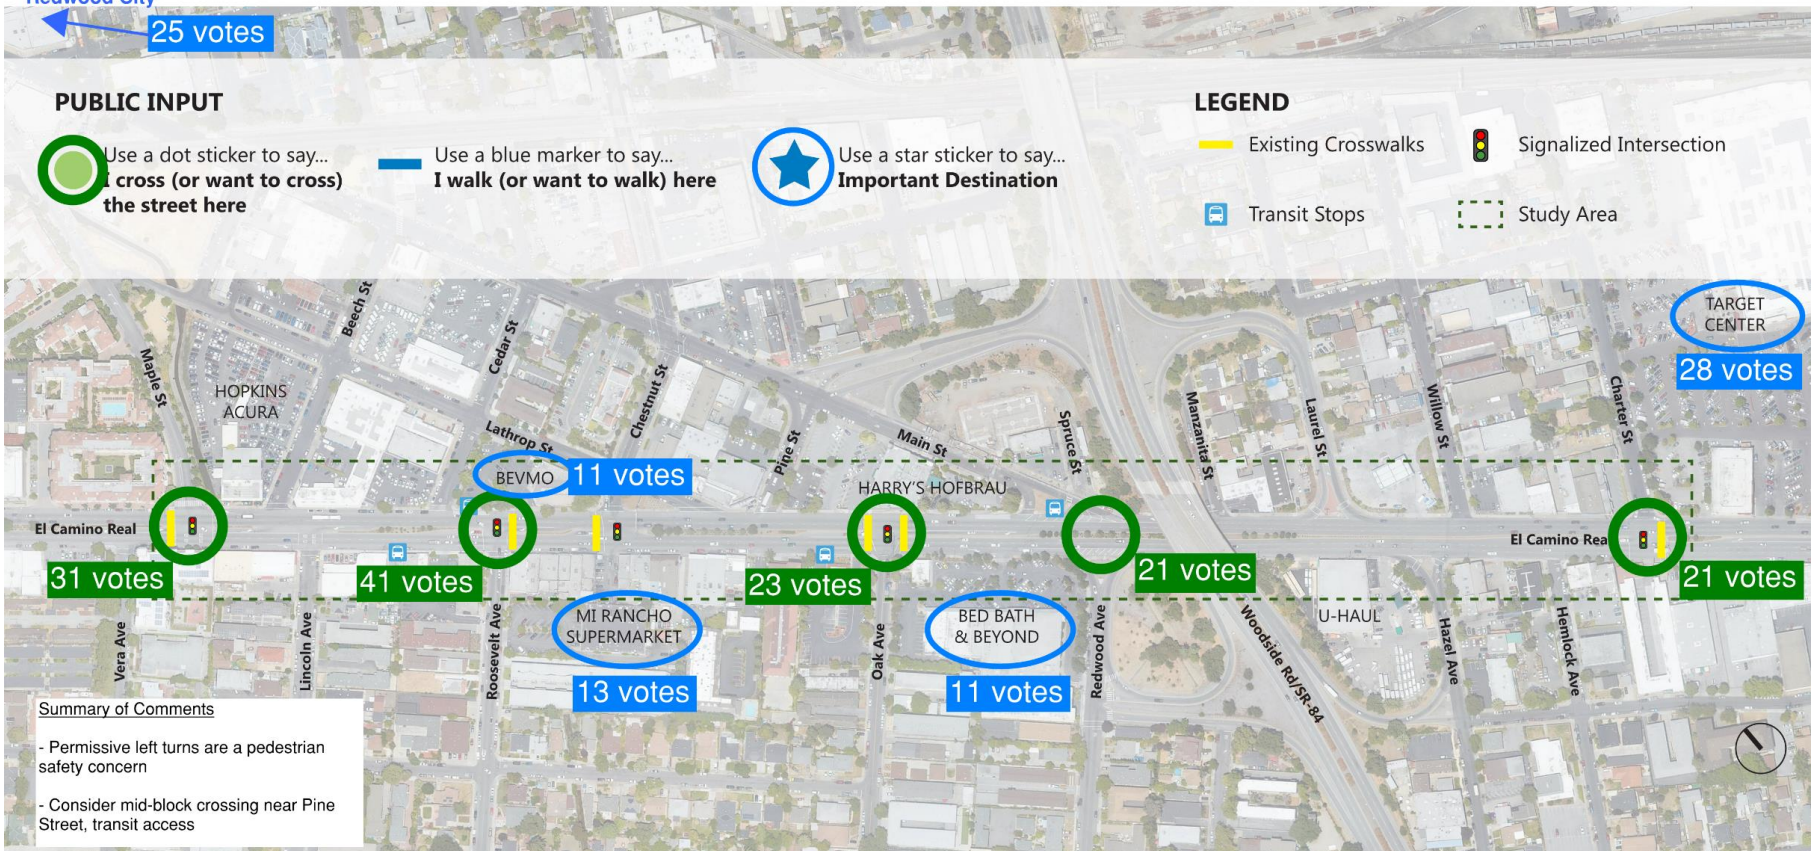 Redwood City
25 votes
PUBLIC INPUT
Use a dot sticker to say...
I cross (or want to cross)
the street here
Use a blue marker to say...
I walk (or want to walk) here
Use a star sticker to say...
Important Destination
LEGEND
Existing Crosswalks
Signalized Intersection
Transit Stops
Study Area
TARGET
CENTER
28 votes
Maple St
HOPKINS
ACURA
Beech St
Cedar St
Lathrop St
Chestnut St
Pine St
Main St
Spruce St
Manzanita St
Laurel St
Willow St
Charter St
BEVMO
11 votes
HARRY'S HOFBRAU
El Camino Real
El Camino Rea
31 votes
41 votes
23 votes
21 votes
21 votes
Vera Ave
Lincoln Ave
Roosevelt Ave
MI RANCHO
SUPERMARKET
13 votes
Oak Ave
BED BATH
& BEYOND
11 votes
Redwood Ave
Woodside Rd/SR-84
U-HAUL
Hazel Ave
Hemlock Ave
Summary of Comments
- Permissive left turns are a pedestrian
safety concern
- Consider mid-block crossing near Pine
Street, transit access